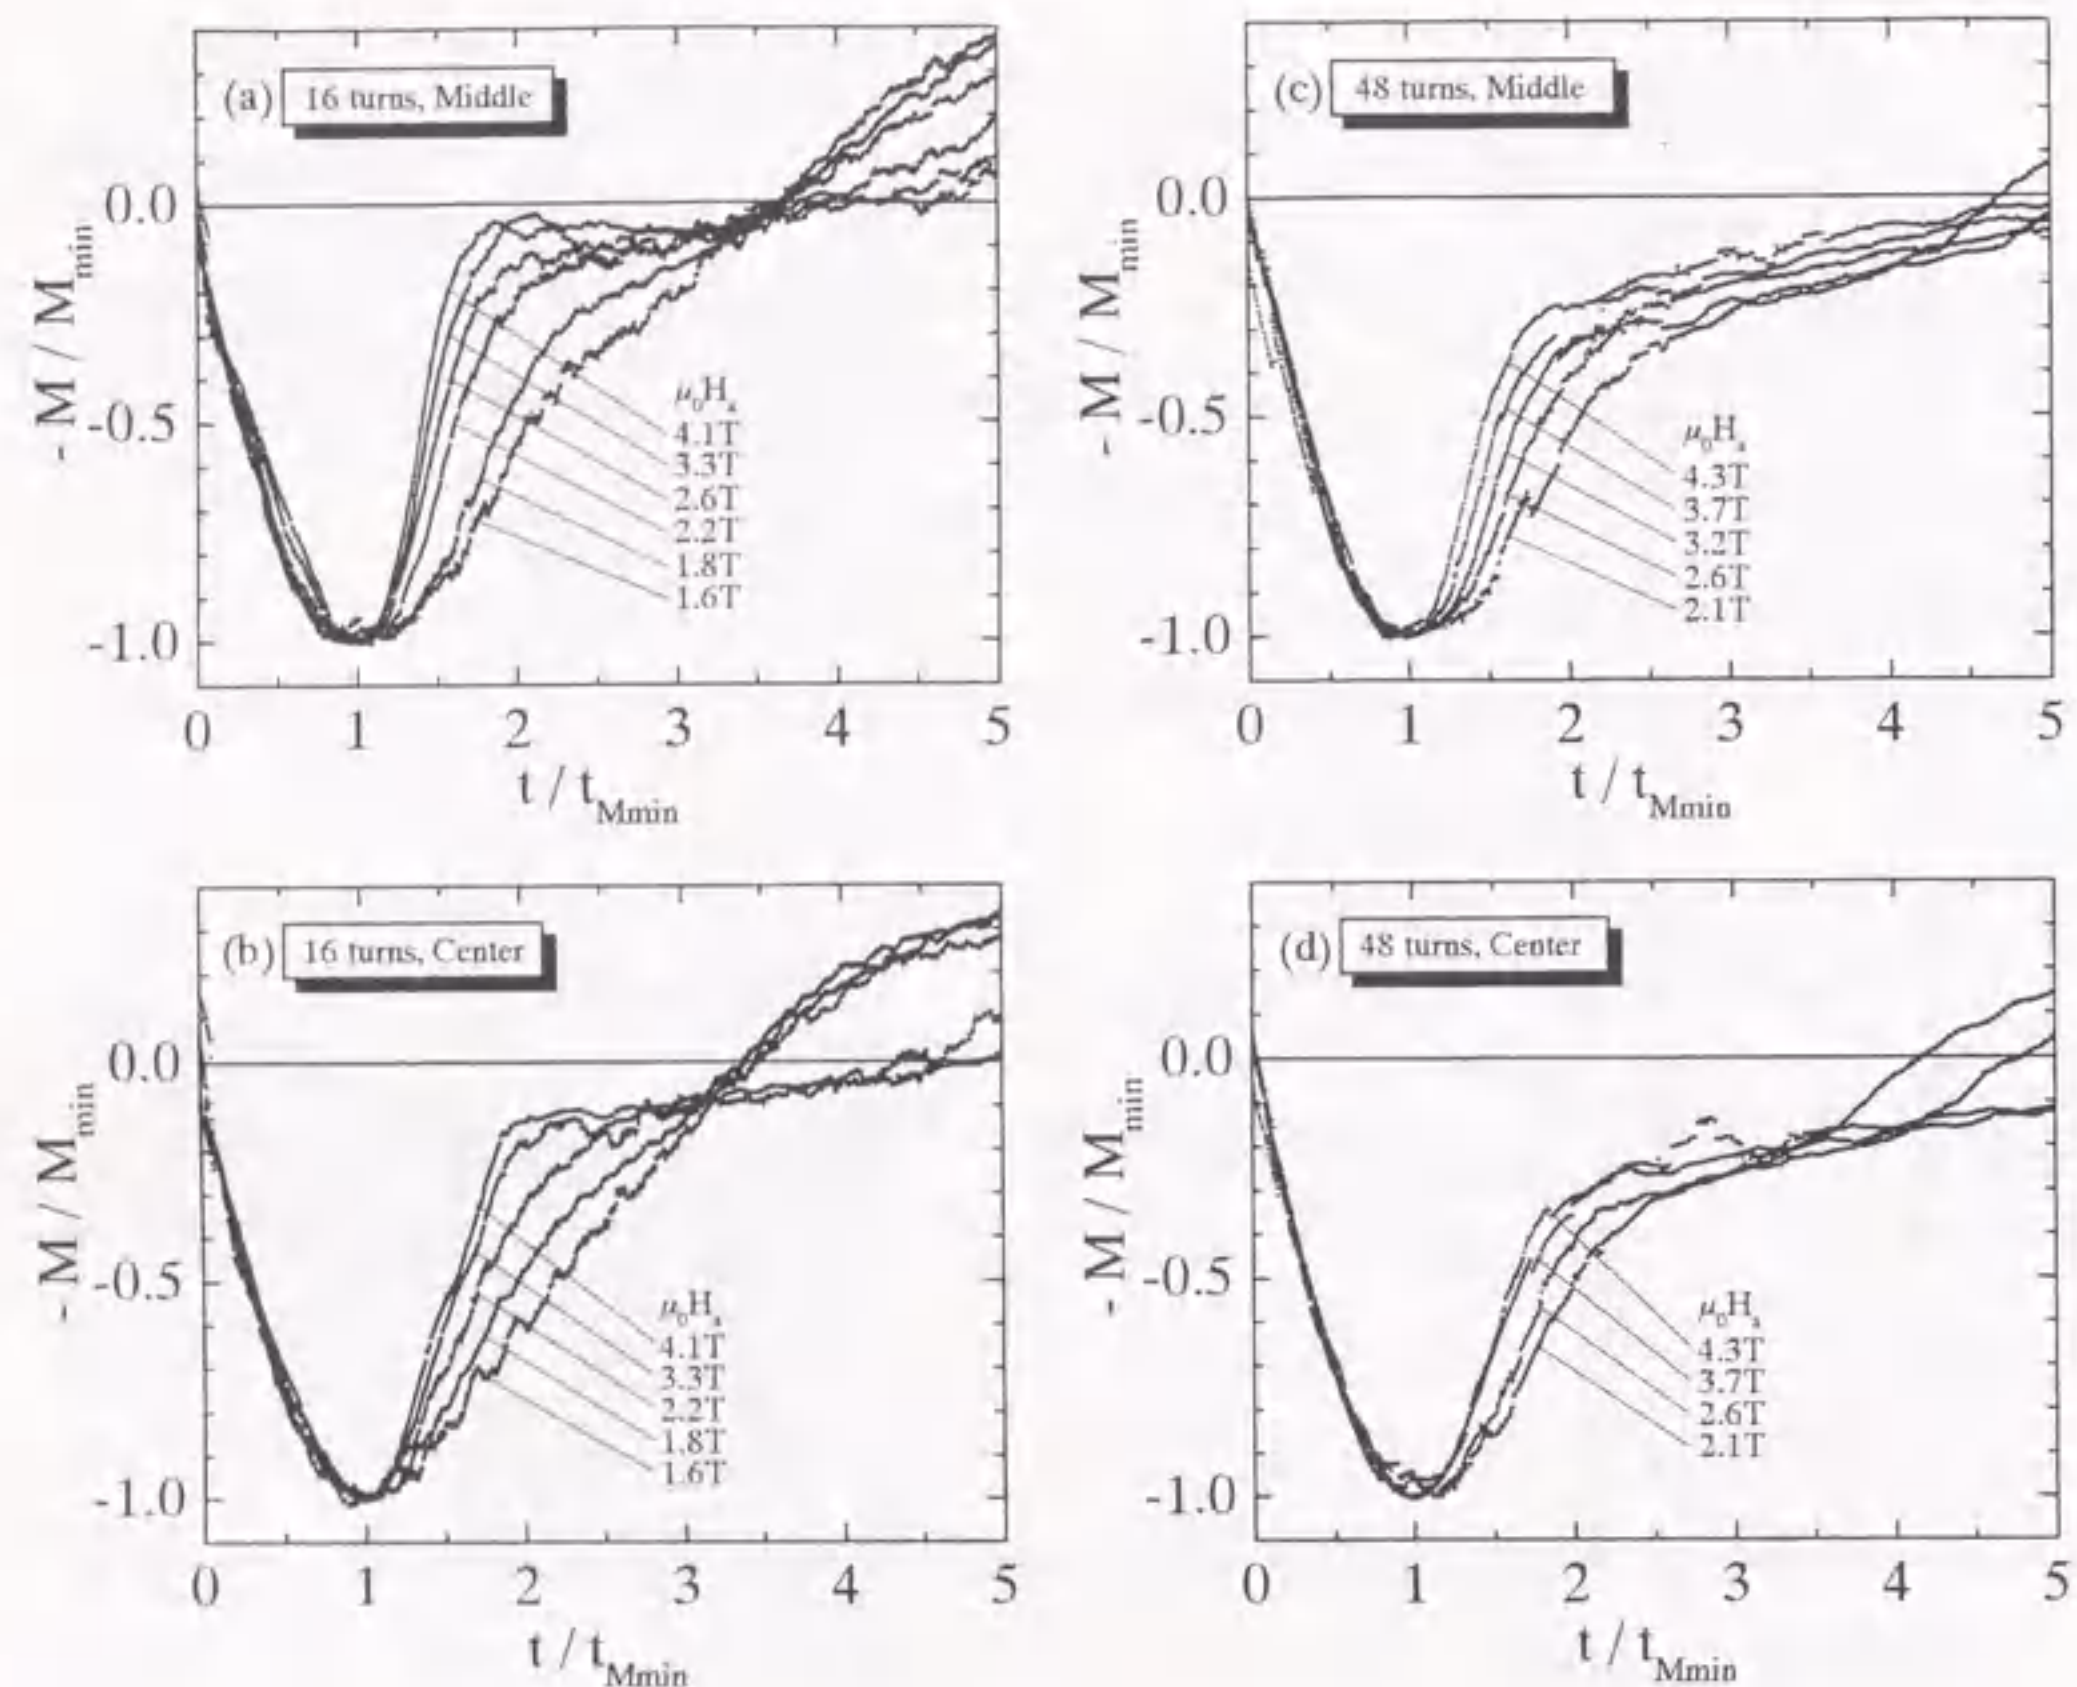 (a) 16 turns, Middle
- M / M_min
0.0
-0.5
-1.0
μ₀Hₐ
4.1T
3.3T
2.6T
2.2T
1.8T
1.6T
0 1 2 3 4 5
t / t_Mmin
(b) 16 turns, Center
- M / M_min
0.0
-0.5
-1.0
μ₀Hₐ
4.1T
3.3T
2.2T
1.8T
1.6T
0 1 2 3 4 5
t / t_Mmin
(c) 48 turns, Middle
- M / M_min
0.0
-0.5
-1.0
μ₀Hₐ
4.3T
3.7T
3.2T
2.6T
2.1T
0 1 2 3 4 5
t / t_Mmin
(d) 48 turns, Center
- M / M_min
0.0
-0.5
-1.0
μ₀Hₐ
4.3T
3.7T
2.6T
2.1T
0 1 2 3 4 5
t / t_Mmin